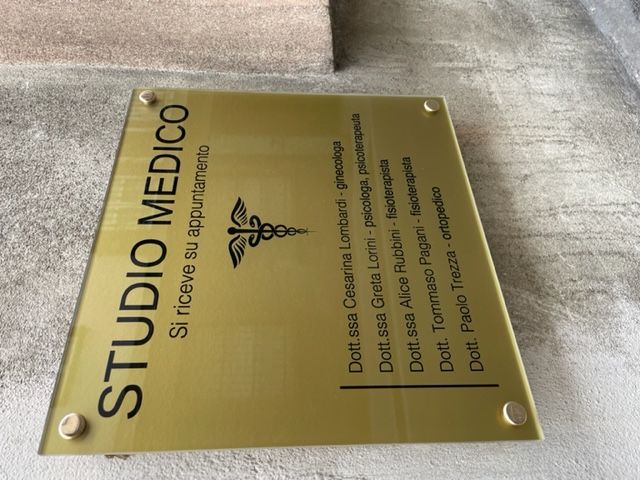 STUDIO MEDICO
Si riceve su appuntamento
Dott.ssa Cesarina Lombardi - ginecologa
Dott.ssa Greta Lorini - psicologa, psicoterapeuta
Dott.ssa Alice Rubbini - fisioterapista
Dott. Tommaso Pagani - fisioterapista
Dott. Paolo Trezza - ortopedico